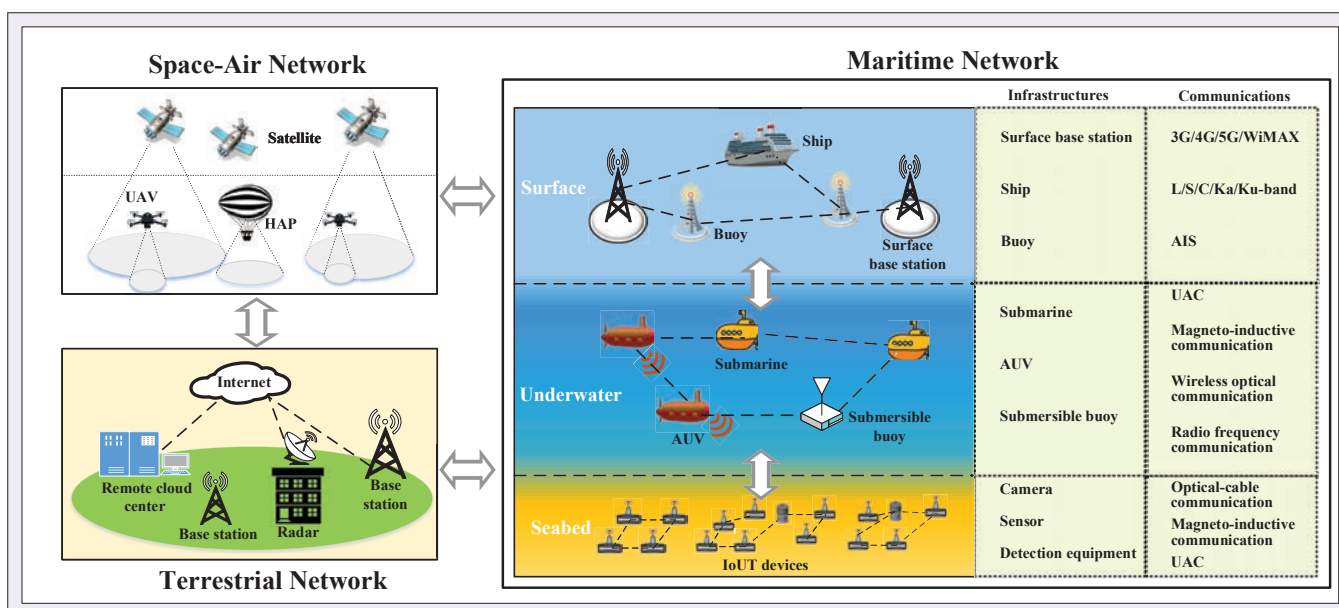 Space-Air Network
Satellite
UAV
HAP
Internet
Remote cloud
center
Base station
Radar
Base
station
Terrestrial Network
Maritime Network
Surface
Ship
Buoy
Surface
base station
Underwater
Submarine
AUV
Submersible
buoy
Seabed
IoUT devices
Infrastructures
Communications
Surface base station
3G/4G/5G/WiMAX
Ship
L/S/C/Ka/Ku-band
Buoy
AIS
Submarine
AUV
Submersible buoy
UAC
Magneto-inductive
communication
Wireless optical
communication
Radio frequency
communication
Camera
Sensor
Detection equipment
Optical-cable
communication
Magneto-inductive
communication
UAC